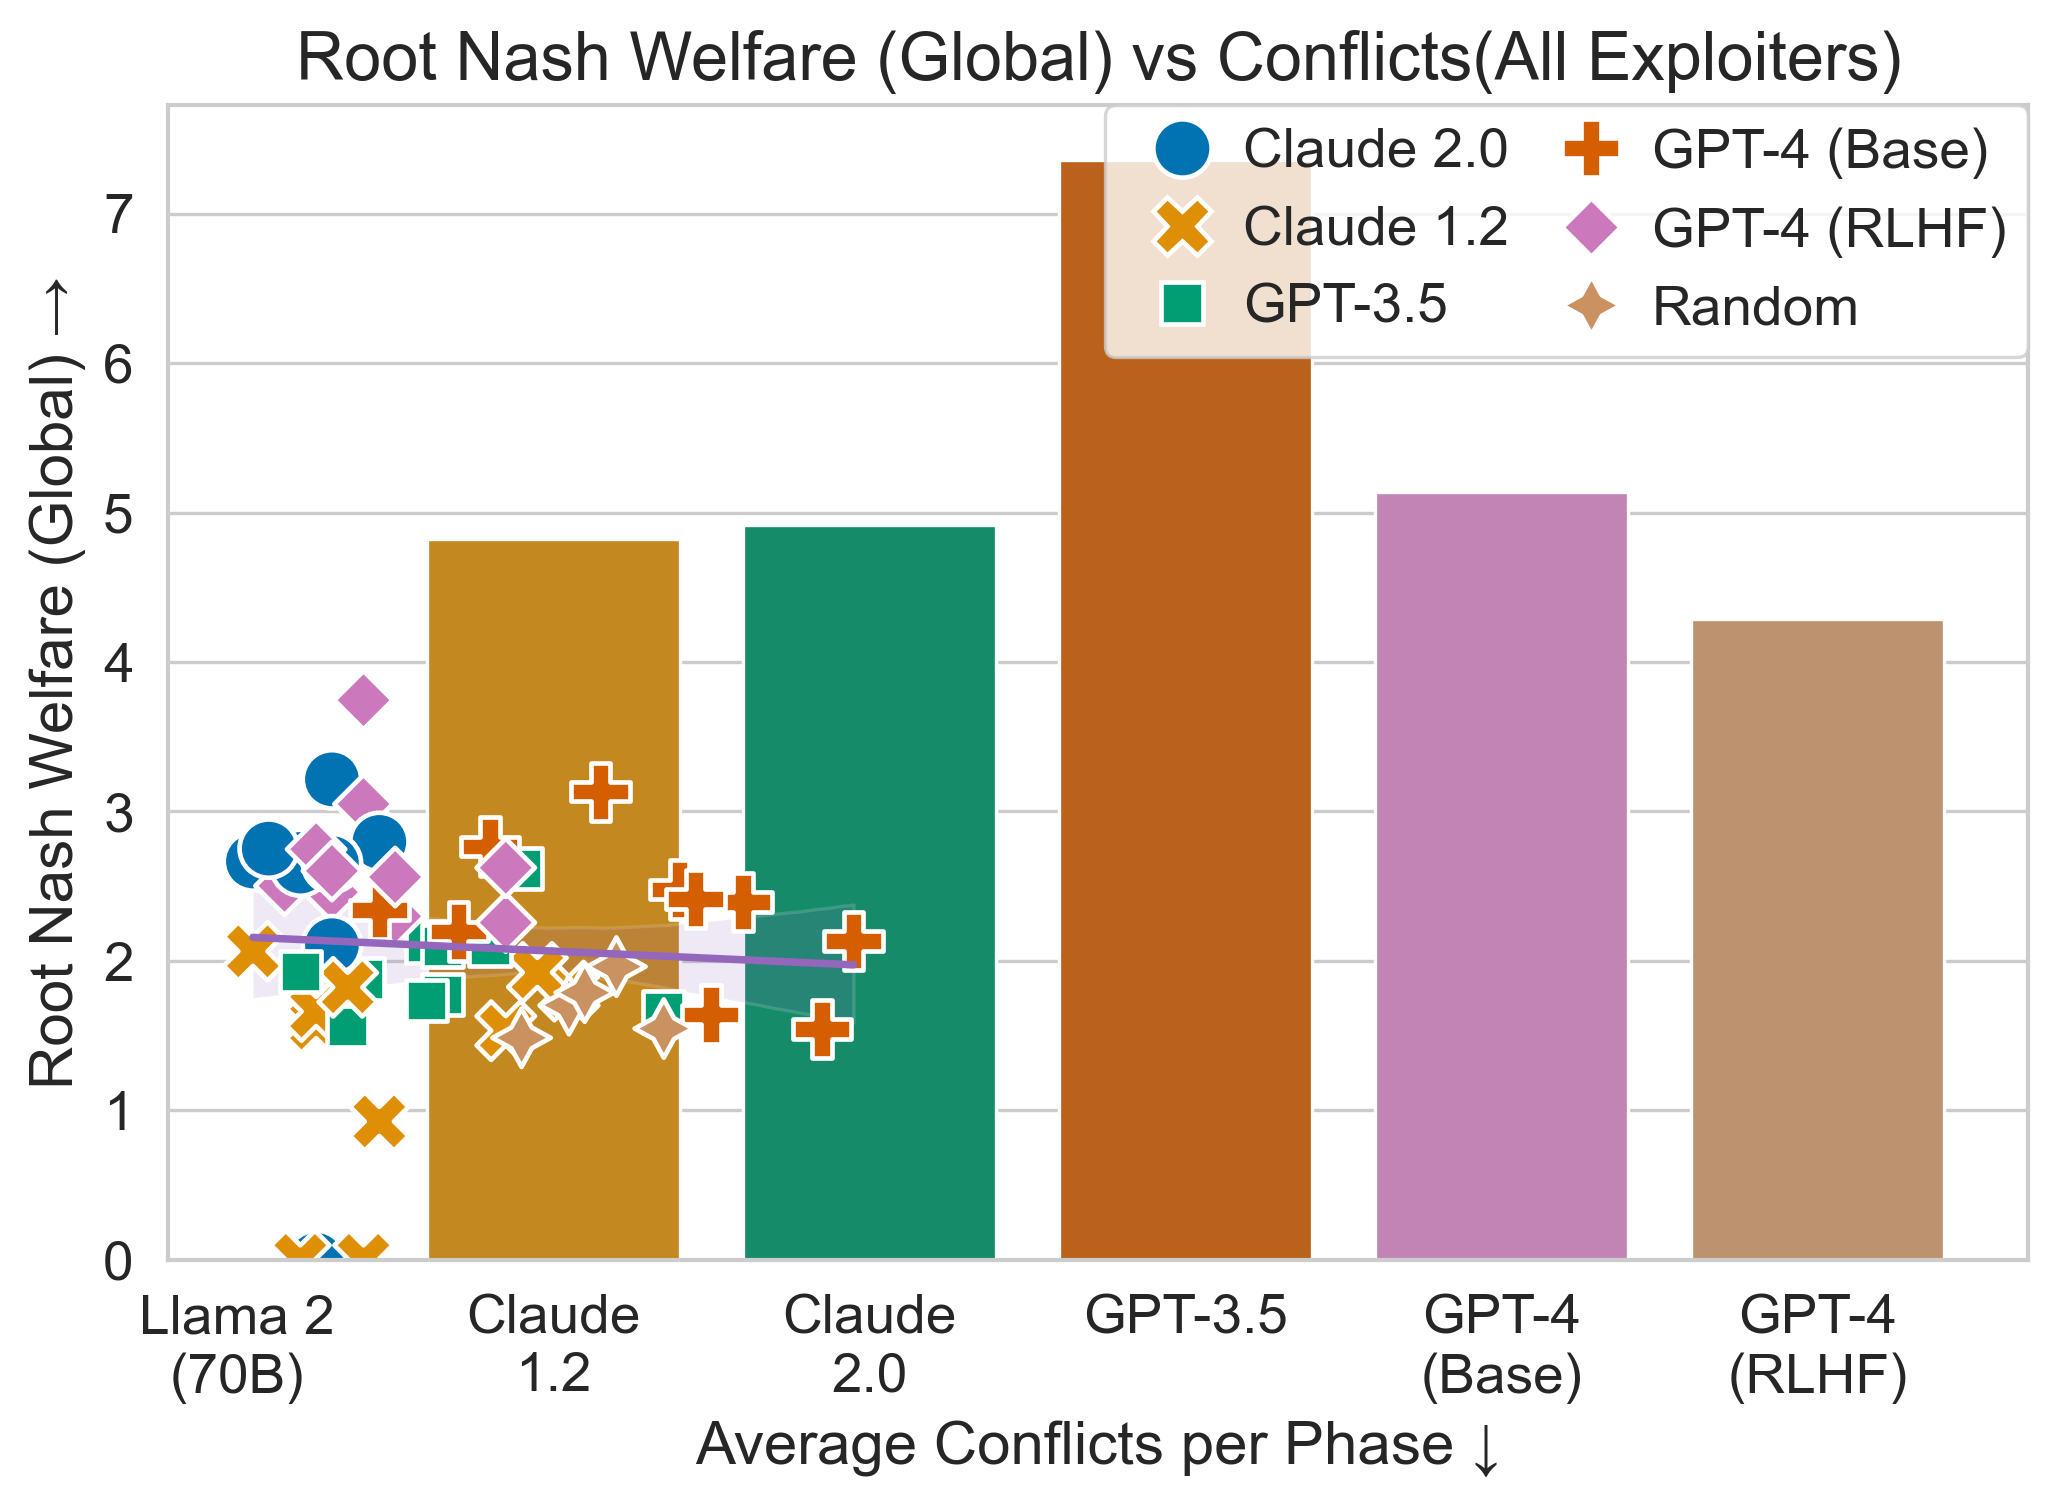 Root Nash Welfare (Global) vs Conflicts(All Exploiters)
Claude 2.0
Claude 1.2
GPT-3.5
GPT-4 (Base)
GPT-4 (RLHF)
Random
Root Nash Welfare (Global) →
7
6
5
4
3
2
1
0
Llama 2
(70B)
Claude
1.2
Claude
2.0
GPT-3.5
GPT-4
(Base)
GPT-4
(RLHF)
Average Conflicts per Phase ↓